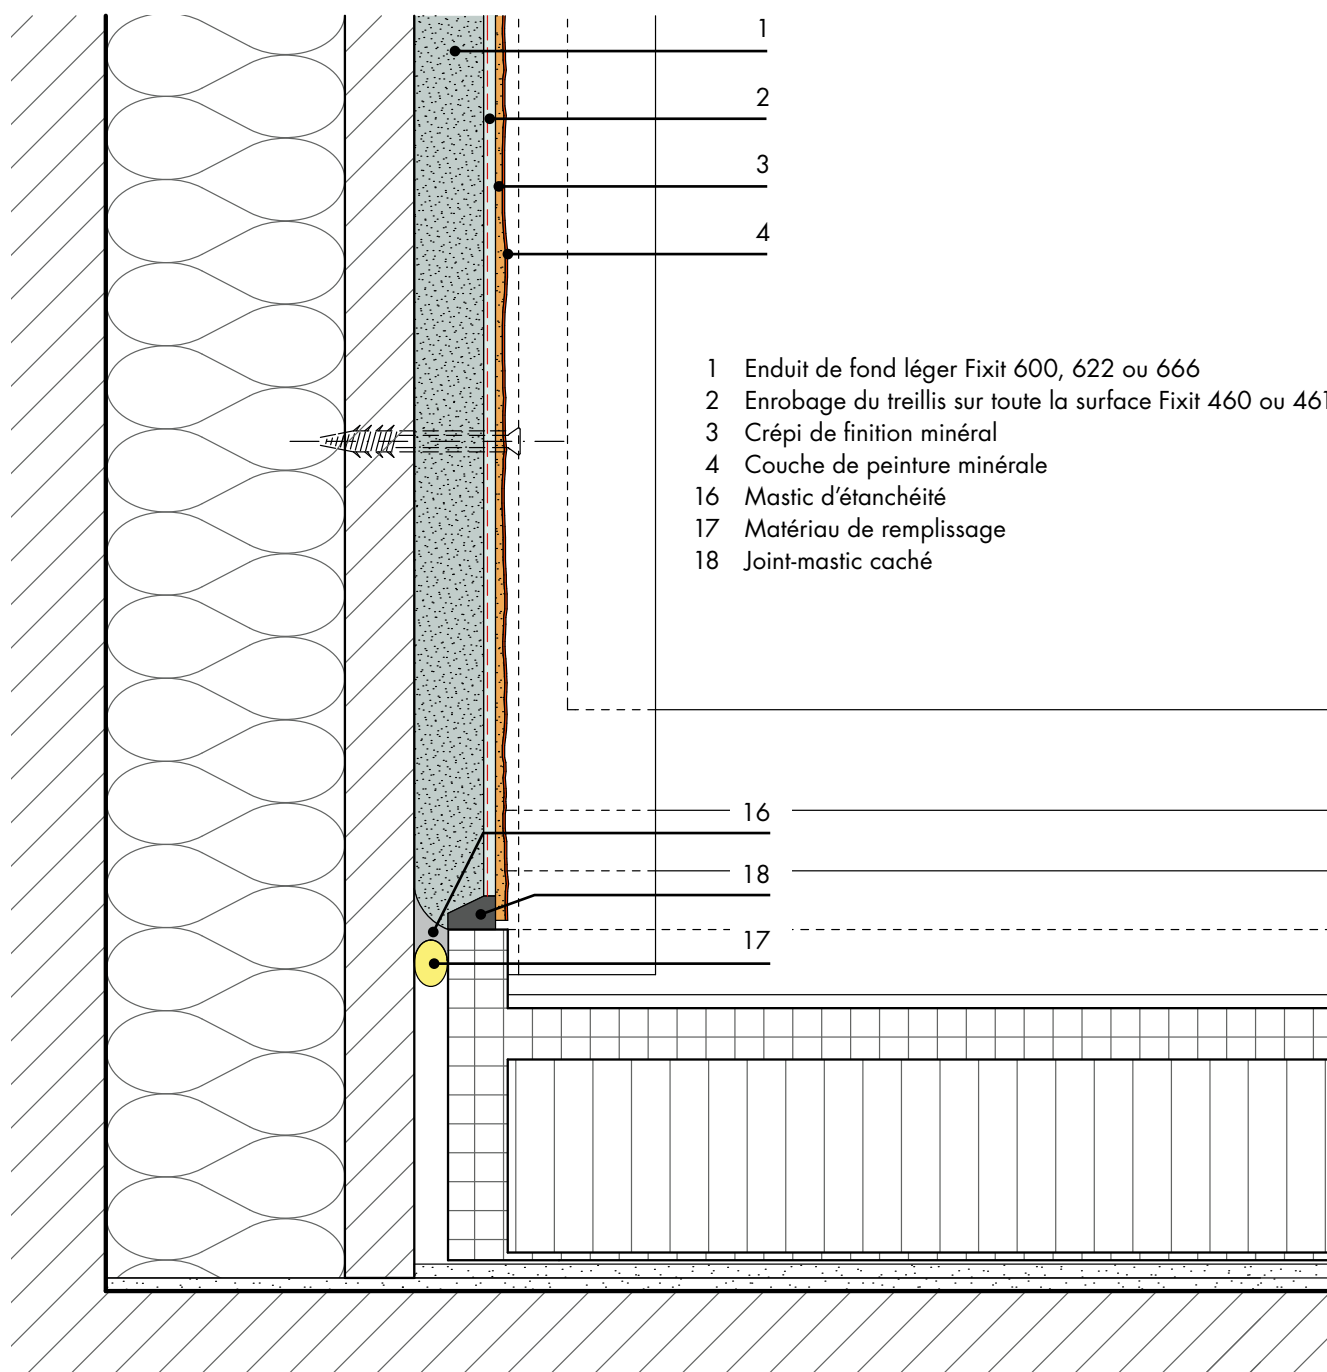 1
2
3
4
1 Enduit de fond léger Fixit 600, 622 ou 666
2 Enrobage du treillis sur toute la surface Fixit 460 ou 461
3 Crépi de finition minéral
4 Couche de peinture minérale
16 Mastic d’étanchéité
17 Matériau de remplissage
18 Joint-mastic caché
16
18
17